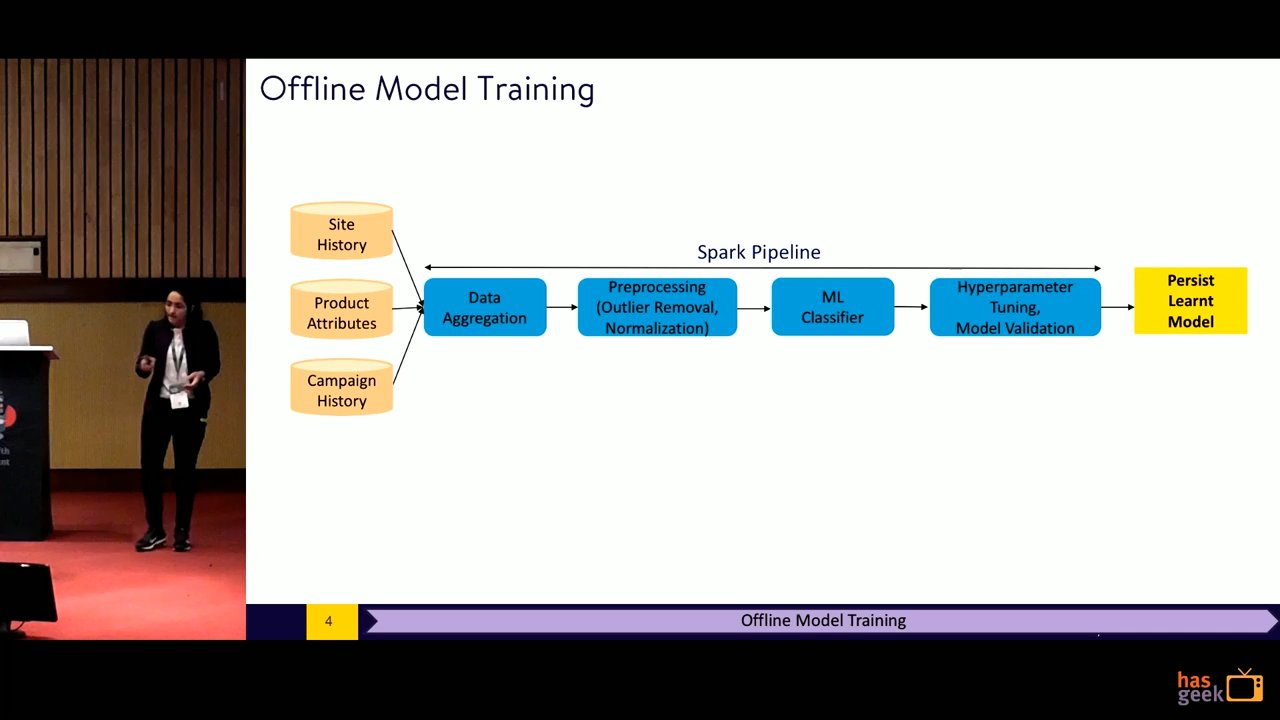 Offline Model Training
Site
History
Product
Attributes
Campaign
History
Spark Pipeline
Data
Aggregation
Preprocessing
(Outlier Removal,
Normalization)
ML
Classifier
Hyperparameter
Tuning,
Model Validation
Persist
Learnt
Model
4
Offline Model Training
has
geek